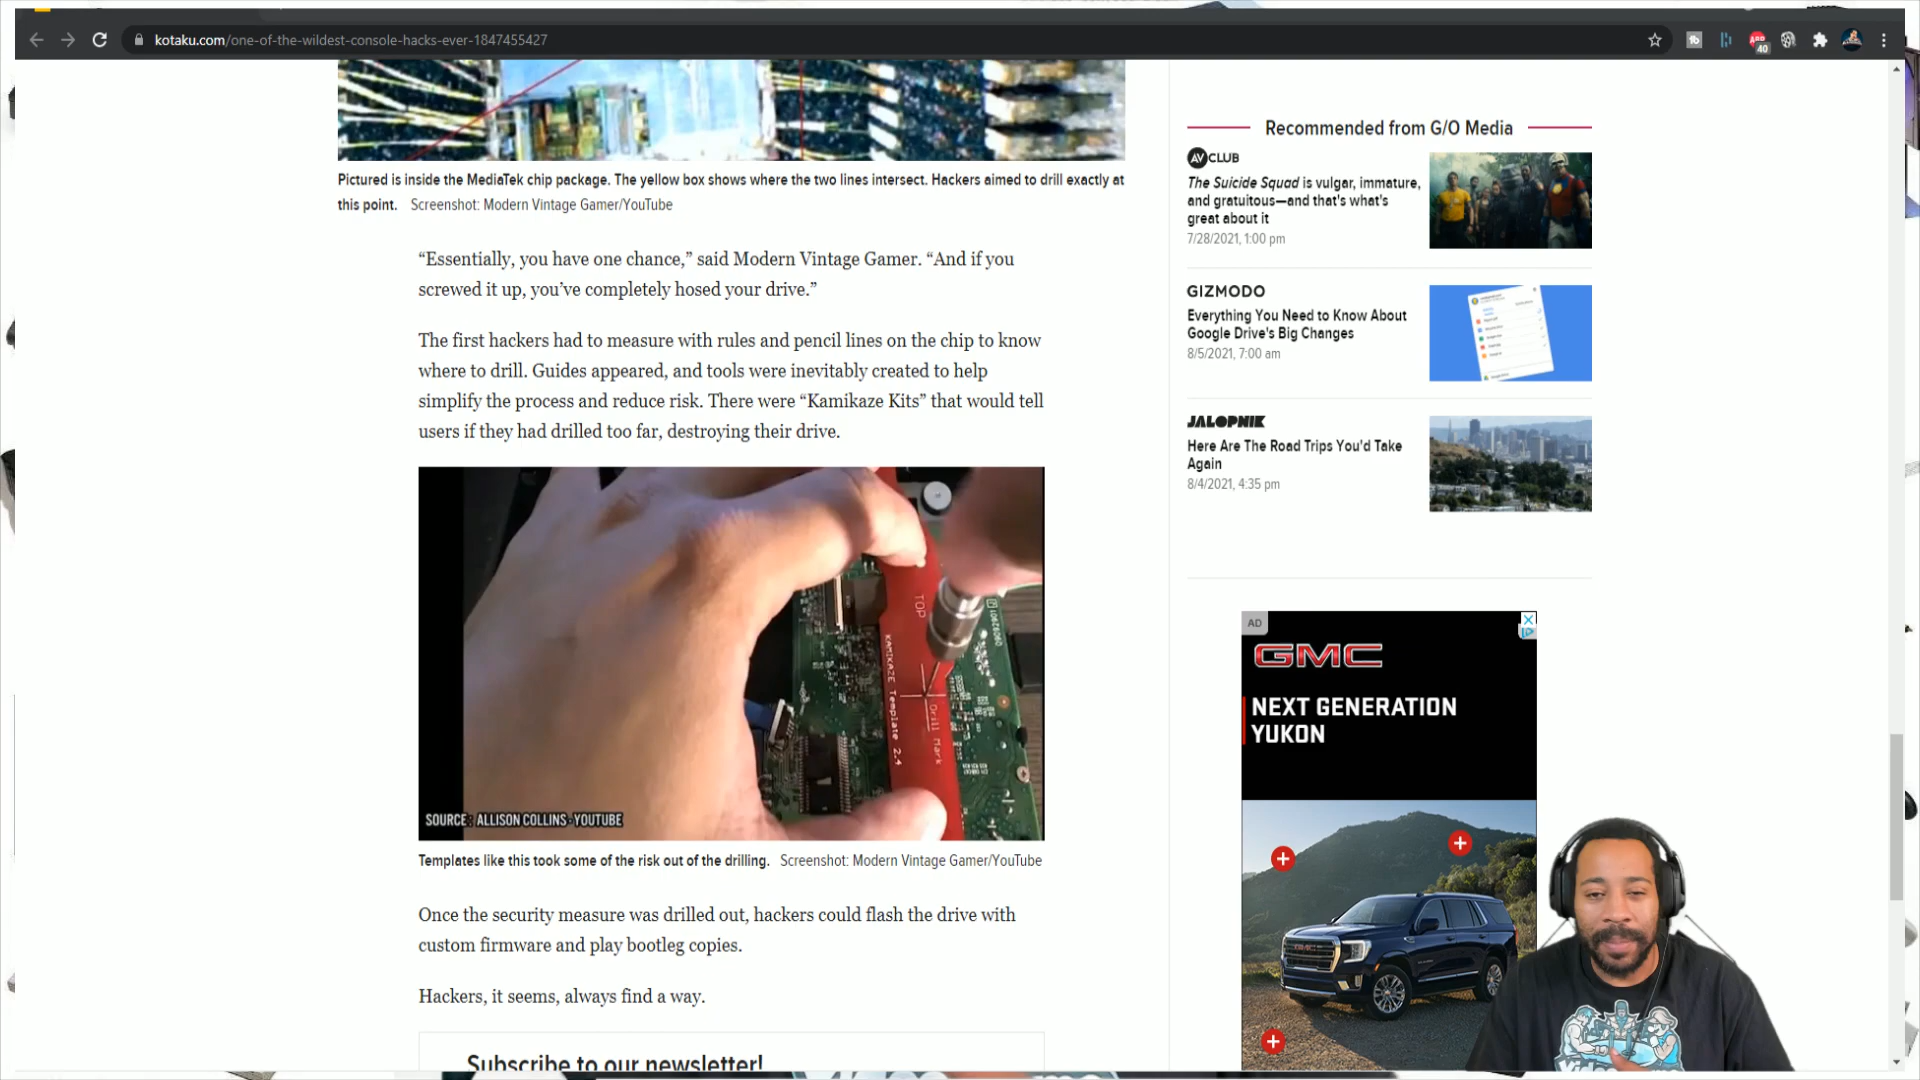 kotaku.com/one-of-the-wildest-console-hacks-ever-1847455427
40
Pictured is inside the MediaTek chip package. The yellow box shows where the two lines intersect. Hackers aimed to drill exactly at
this point. Screenshot: Modern Vintage Gamer/YouTube
“Essentially, you have one chance,” said Modern Vintage Gamer. “And if you
screwed it up, you’ve completely hosed your drive.”
The first hackers had to measure with rules and pencil lines on the chip to know
where to drill. Guides appeared, and tools were inevitably created to help
simplify the process and reduce risk. There were “Kamikaze Kits” that would tell
users if they had drilled too far, destroying their drive.
TOP
KAMIKAZE Template 2.4
Drill Mark
SOURCE: ALLISON COLLINS-YOUTUBE
Templates like this took some of the risk out of the drilling. Screenshot: Modern Vintage Gamer/YouTube
Once the security measure was drilled out, hackers could flash the drive with
custom firmware and play bootleg copies.
Hackers, it seems, always find a way.
Subscribe to our newsletter!
Recommended from G/O Media
AV CLUB
The Suicide Squad is vulgar, immature,
and gratuitous—and that's what's
great about it
7/28/2021, 1:00 pm
GIZMODO
Everything You Need to Know About
Google Drive's Big Changes
8/5/2021, 7:00 am
JALOPNIK
Here Are The Road Trips You'd Take
Again
8/4/2021, 4:35 pm
AD
GMC
NEXT GENERATION
YUKON